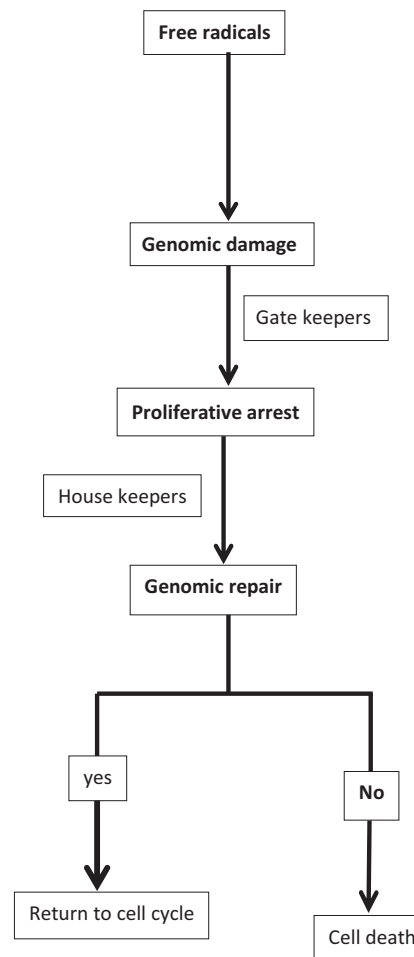 Free radicals
Genomic damage
Gate keepers
Proliferative arrest
House keepers
Genomic repair
yes
No
Return to cell cycle
Cell death